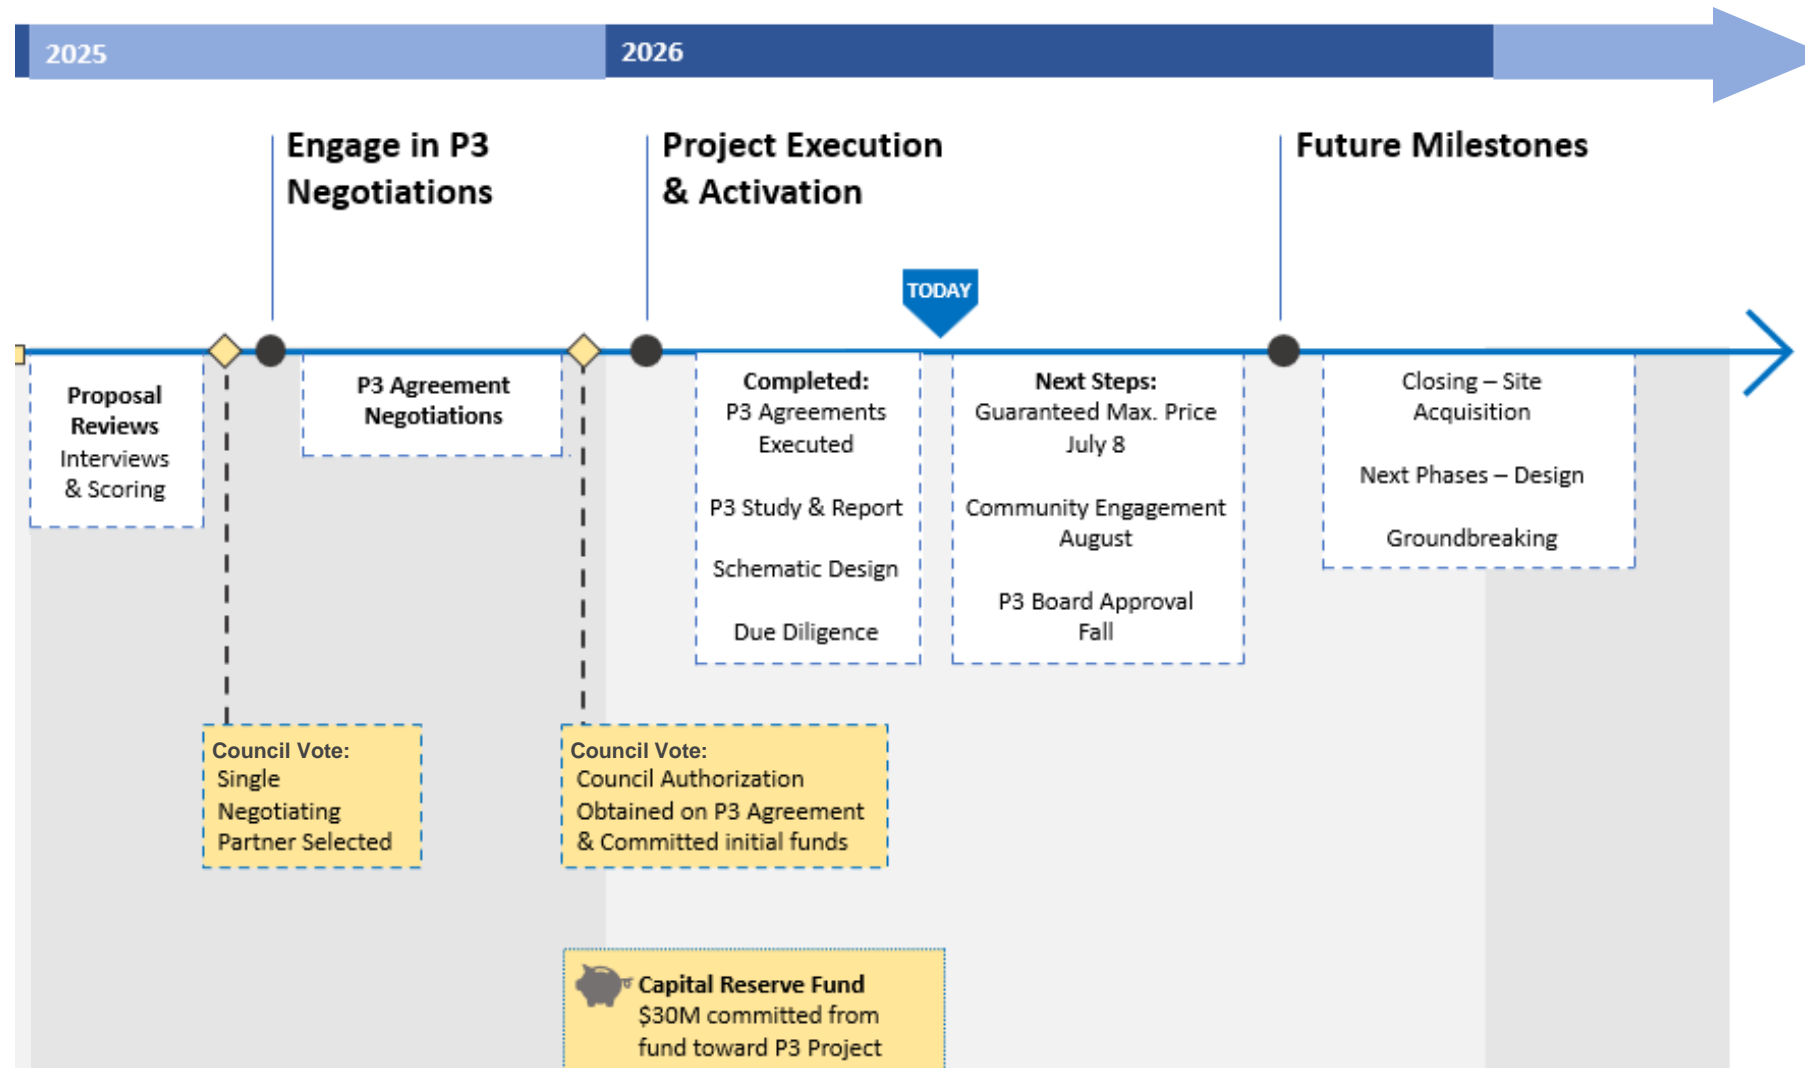 2025
2026
Engage in P3
Negotiations
Project Execution
& Activation
Future Milestones
TODAY
Proposal
Reviews
Interviews
& Scoring
P3 Agreement
Negotiations
Completed:
P3 Agreements
Executed
P3 Study & Report
Schematic Design
Due Diligence
Next Steps:
Guaranteed Max. Price
July 8
Community Engagement
August
P3 Board Approval
Fall
Closing – Site
Acquisition
Next Phases – Design
Groundbreaking
Council Vote:
Single
Negotiating
Partner Selected
Council Vote:
Council Authorization
Obtained on P3 Agreement
& Committed initial funds
Capital Reserve Fund
$30M committed from
fund toward P3 Project